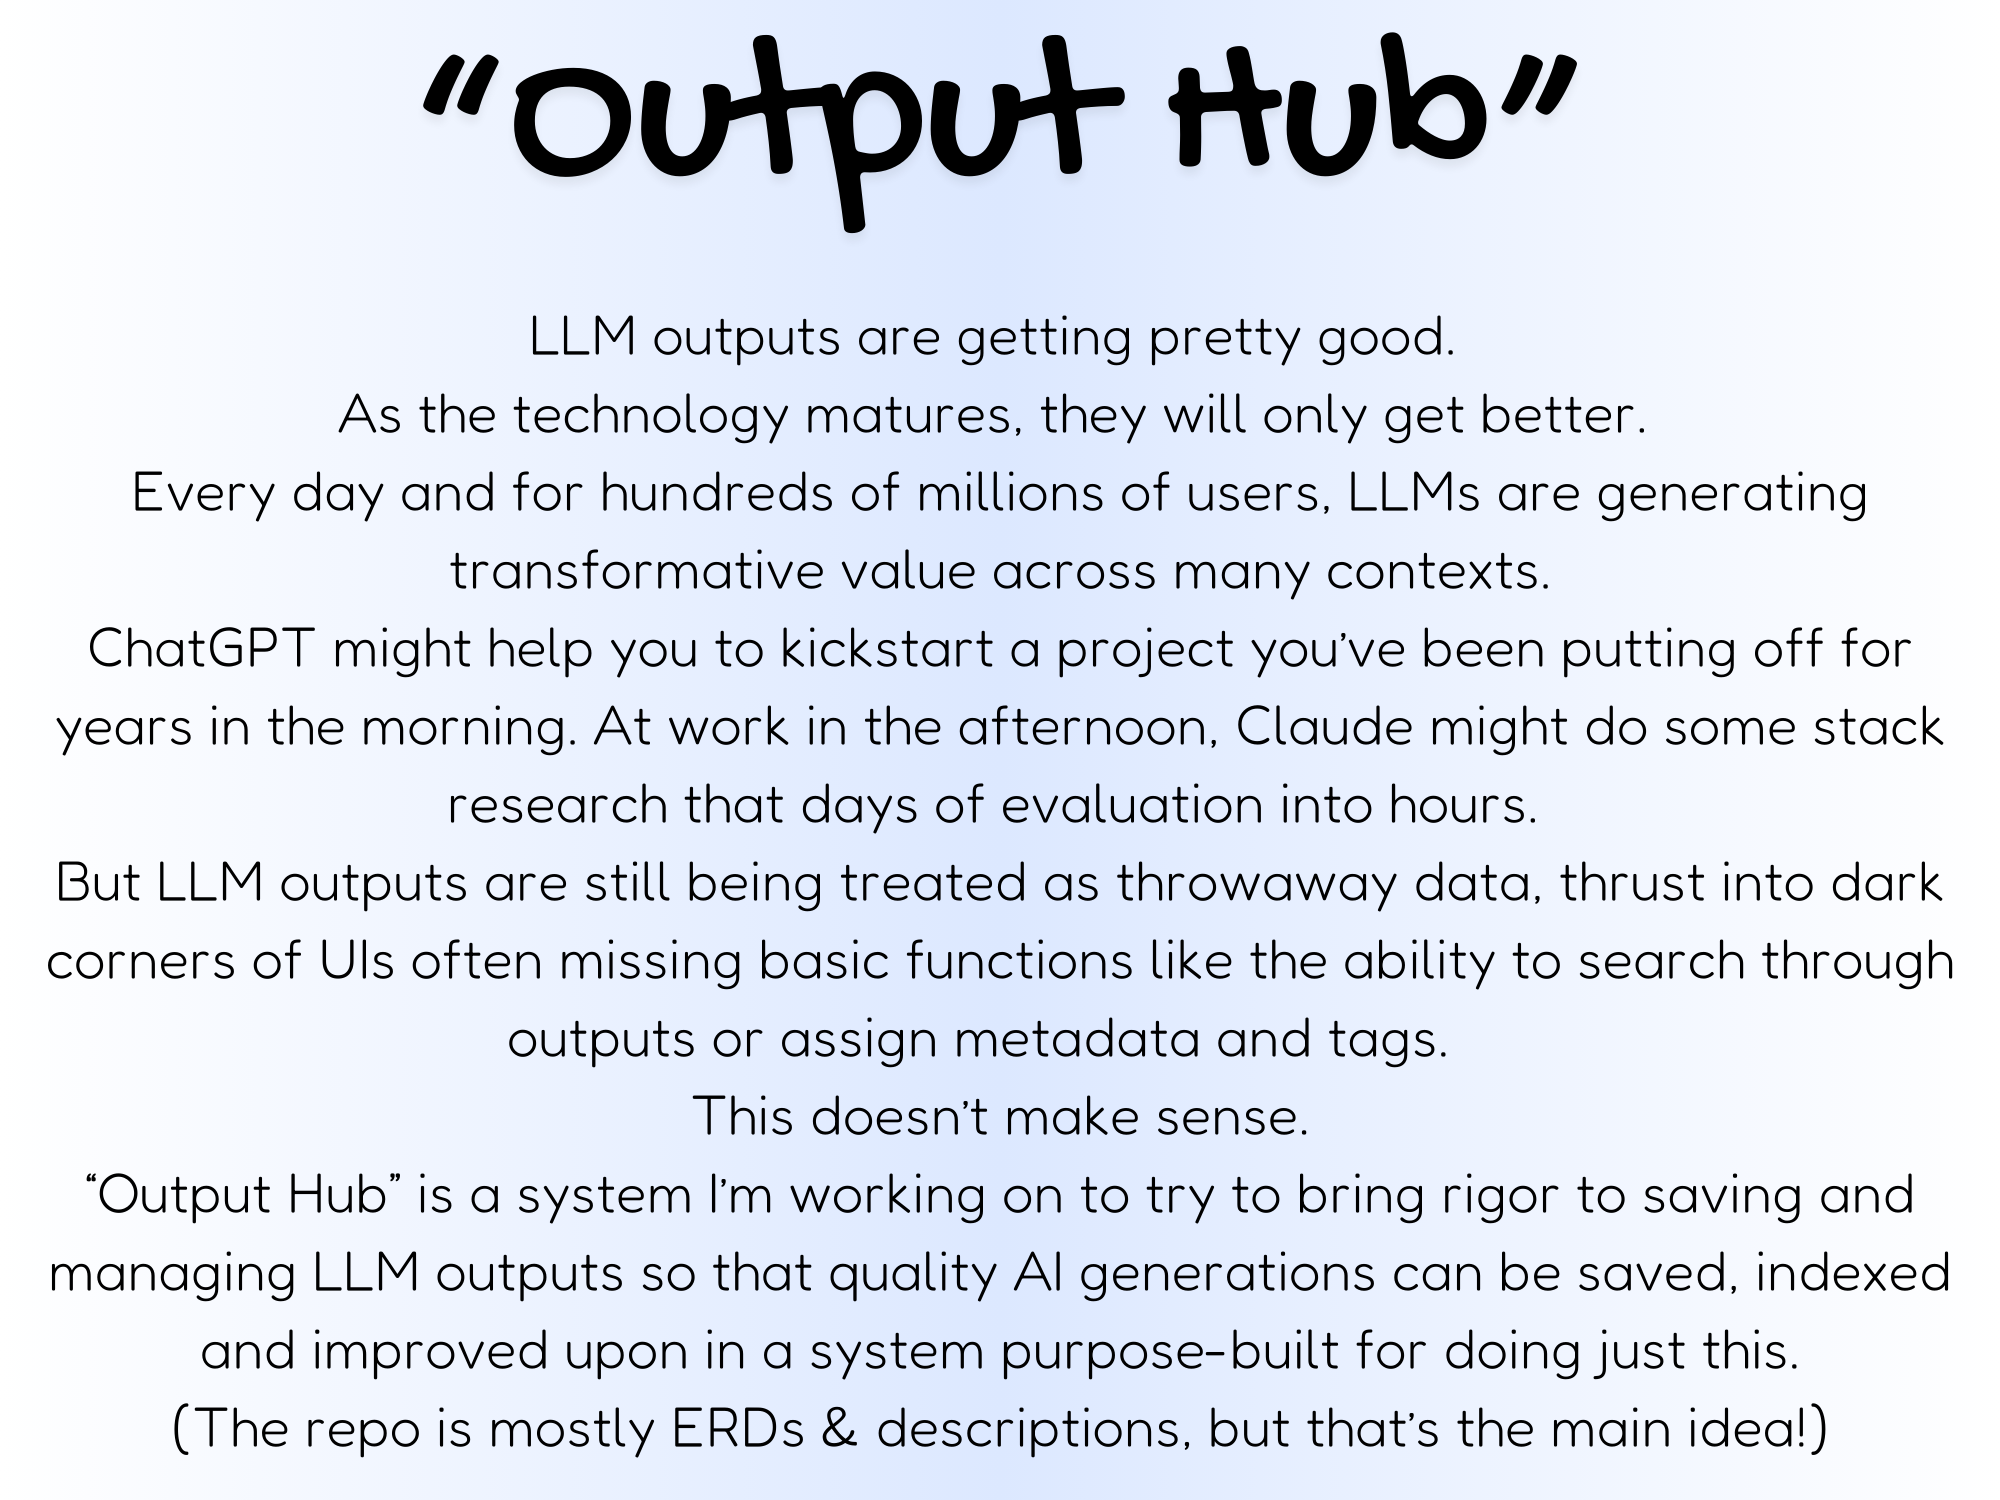 “Output Hub”
LLM outputs are getting pretty good.
As the technology matures, they will only get better.
Every day and for hundreds of millions of users, LLMs are generating
transformative value across many contexts.
ChatGPT might help you to kickstart a project you’ve been putting off for
years in the morning. At work in the afternoon, Claude might do some stack
research that days of evaluation into hours.
But LLM outputs are still being treated as throwaway data, thrust into dark
corners of UIs often missing basic functions like the ability to search through
outputs or assign metadata and tags.
This doesn’t make sense.
“Output Hub” is a system I’m working on to try to bring rigor to saving and
managing LLM outputs so that quality AI generations can be saved, indexed
and improved upon in a system purpose-built for doing just this.
(The repo is mostly ERDs & descriptions, but that’s the main idea!)